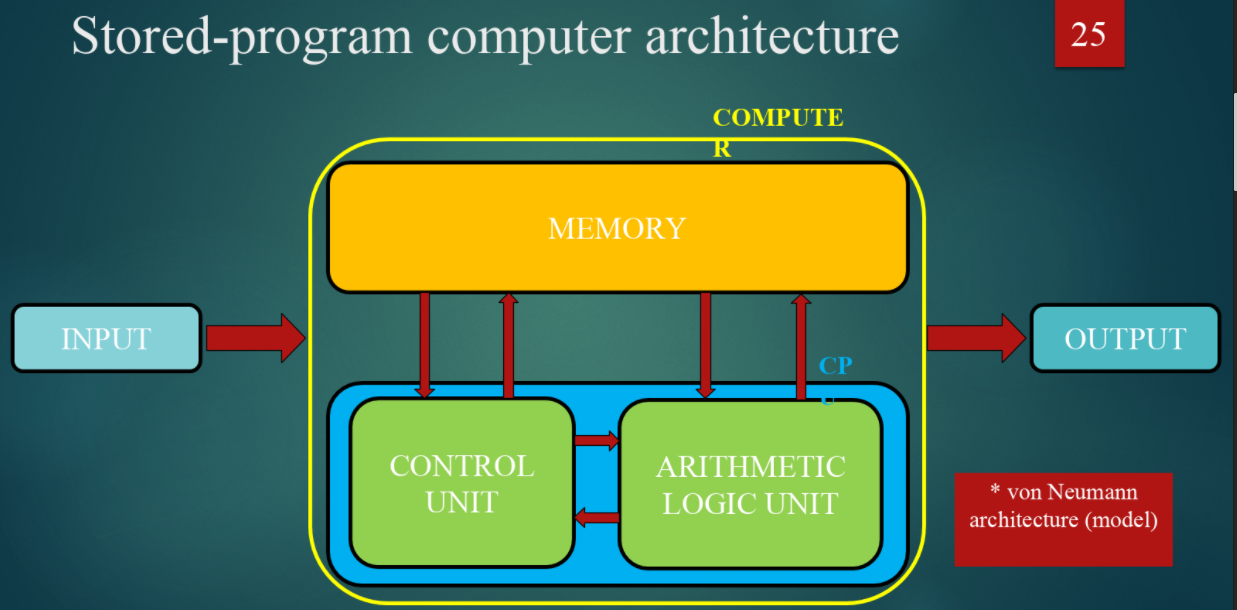 Stored-program computer architecture
25
COMPUTE
R
MEMORY
INPUT
OUTPUT
CP
U
CONTROL
UNIT
ARITHMETIC
LOGIC UNIT
* von Neumann
architecture (model)